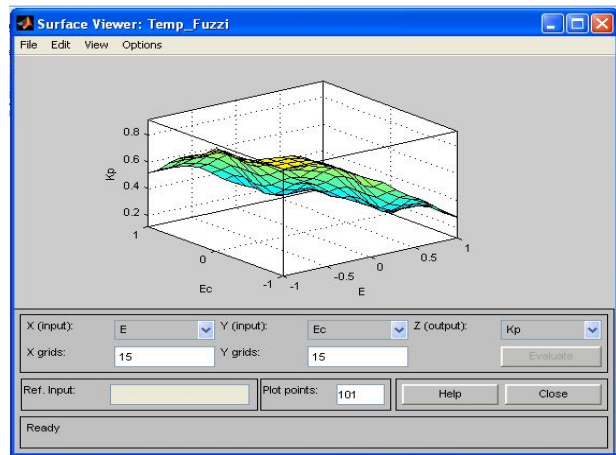 Surface Viewer: Temp_Fuzzi
File Edit View Options
0.8
0.6
0.4
0.2
Kp
1
0
-1
Ec
-1
-0.5
0
0.5
1
E
X (input): E Y (input): Ec Z (output): Kp
X grids: 15 Y grids: 15 Evaluate
Ref. Input: Plot points: 101 Help Close
Ready